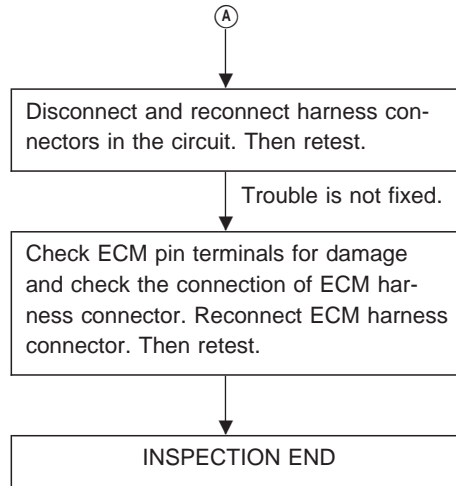 A
Disconnect and reconnect harness con-
nectors in the circuit. Then retest.
Trouble is not fixed.
Check ECM pin terminals for damage
and check the connection of ECM har-
ness connector. Reconnect ECM harness
connector. Then retest.
INSPECTION END